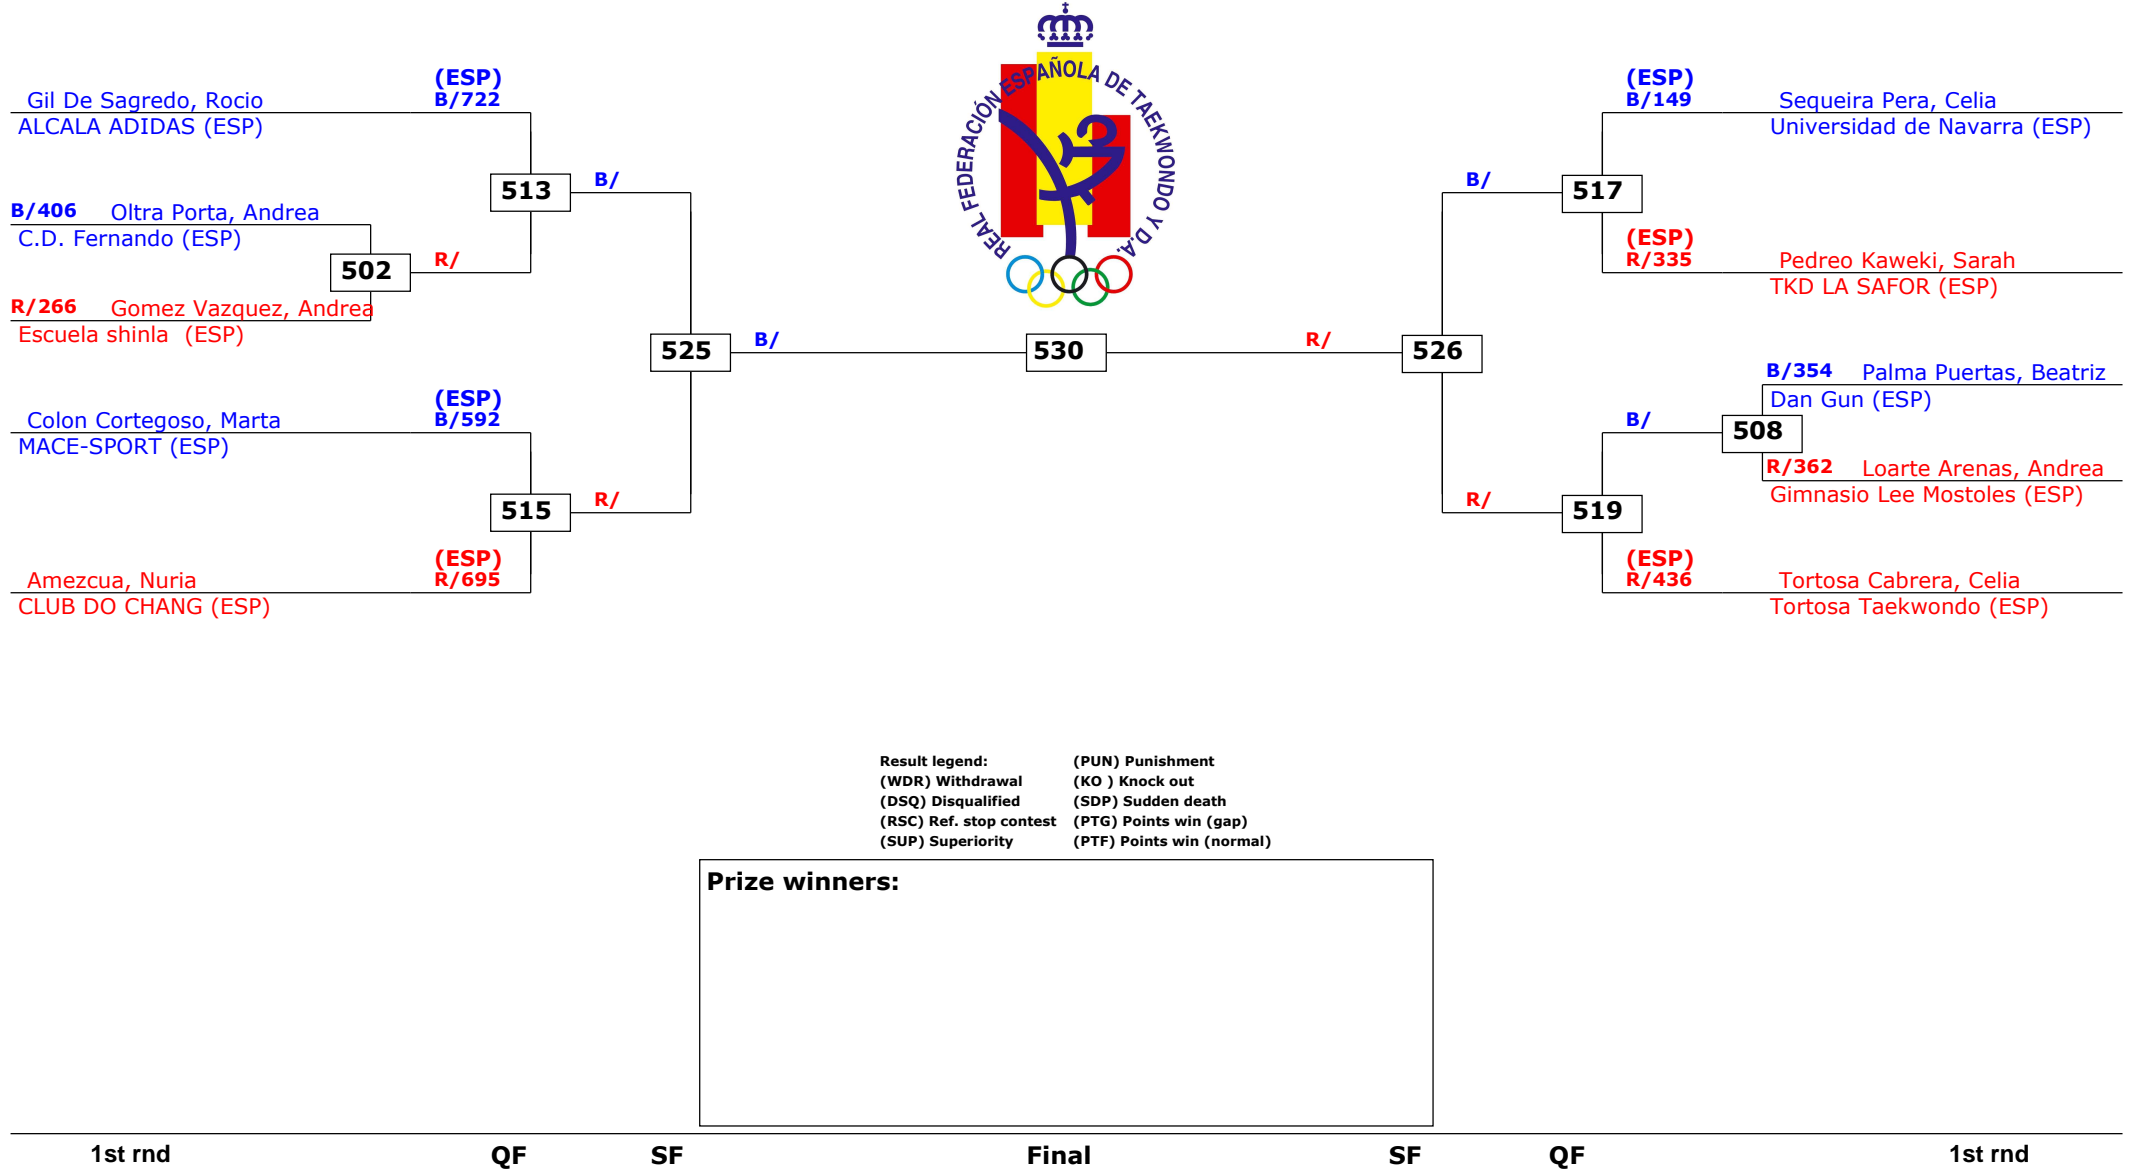 REAL FEDERACIÓN ESPAÑOLA DE TAEKWONDO Y D.A.
(ESP)
B/722
Gil De Sagredo, Rocio
ALCALA ADIDAS (ESP)
513
B/
B/406 Oltra Porta, Andrea
C.D. Fernando (ESP)
502
R/
R/266 Gomez Vazquez, Andrea
Escuela shinla (ESP)
525
B/
(ESP)
Colon Cortegoso, Marta B/592
MACE-SPORT (ESP)
515
R/
(ESP)
Amezcua, Nuria R/695
CLUB DO CHANG (ESP)
530
(ESP)
B/149 Sequeira Pera, Celia
Universidad de Navarra (ESP)
B/
517
(ESP)
R/335 Pedreo Kaweki, Sarah
TKD LA SAFOR (ESP)
R/
526
B/354 Palma Puertas, Beatriz
Dan Gun (ESP)
B/
508
R/362 Loarte Arenas, Andrea
Gimnasio Lee Mostoles (ESP)
R/
519
(ESP)
R/436 Tortosa Cabrera, Celia
Tortosa Taekwondo (ESP)
Result legend: (PUN) Punishment
(WDR) Withdrawal (KO ) Knock out
(DSQ) Disqualified (SDP) Sudden death
(RSC) Ref. stop contest (PTG) Points win (gap)
(SUP) Superiority (PTF) Points win (normal)
Prize winners:
1st rnd QF SF Final SF QF 1st rnd